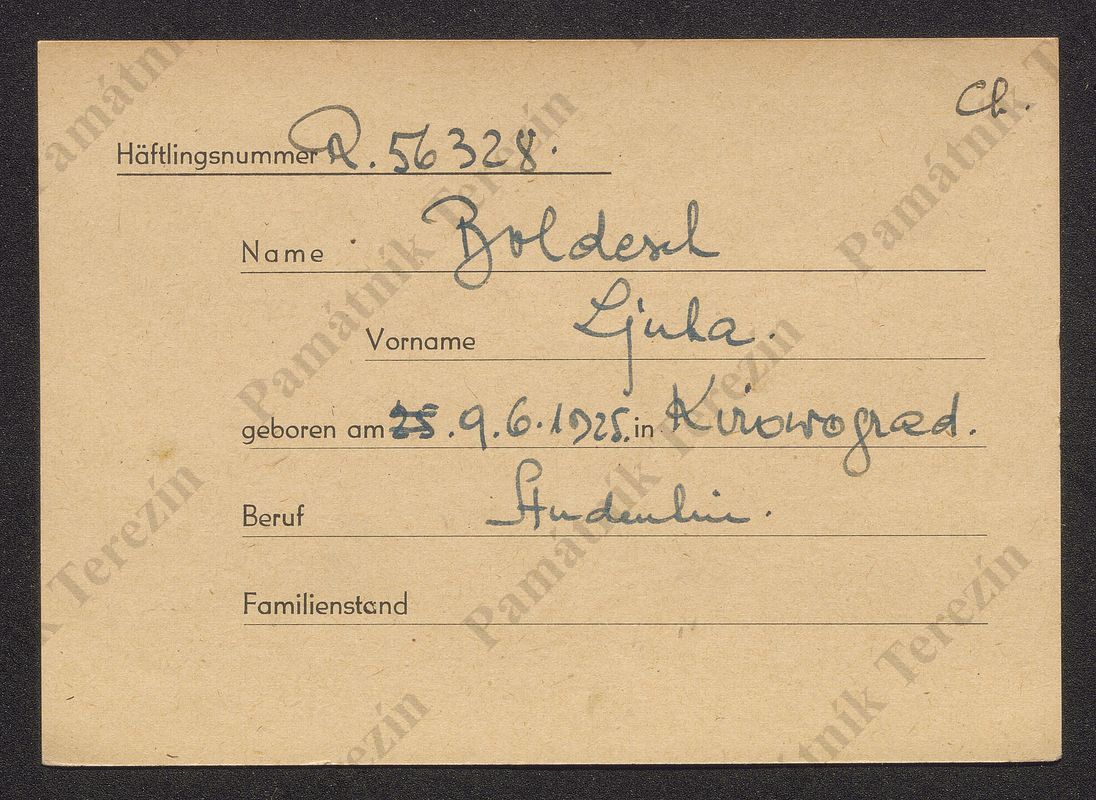 Ch.
Häftlingsnummer R. 56328.
Name Boldesch
Vorname Ljuba.
geboren am 25. 9.6.1925. in Kirowograd.
Beruf Studentin.
Familienstand
Památník Terezín